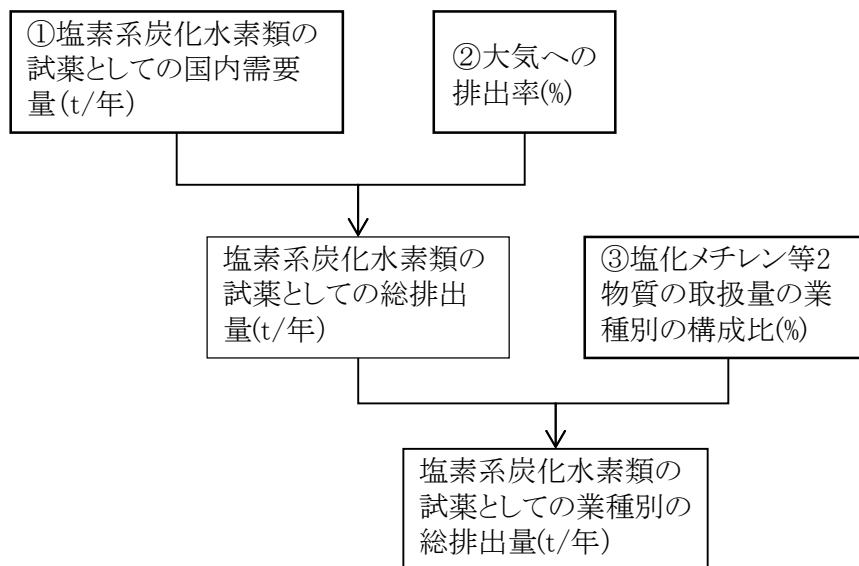 ①塩素系炭化水素類の
試薬としての国内需要
量(t/年)
②大気への
排出率(%)
塩素系炭化水素類の
試薬としての総排出
量(t/年)
③塩化メチレン等2
物質の取扱量の業
種別の構成比(%)
塩素系炭化水素類の
試薬としての業種別の
総排出量(t/年)